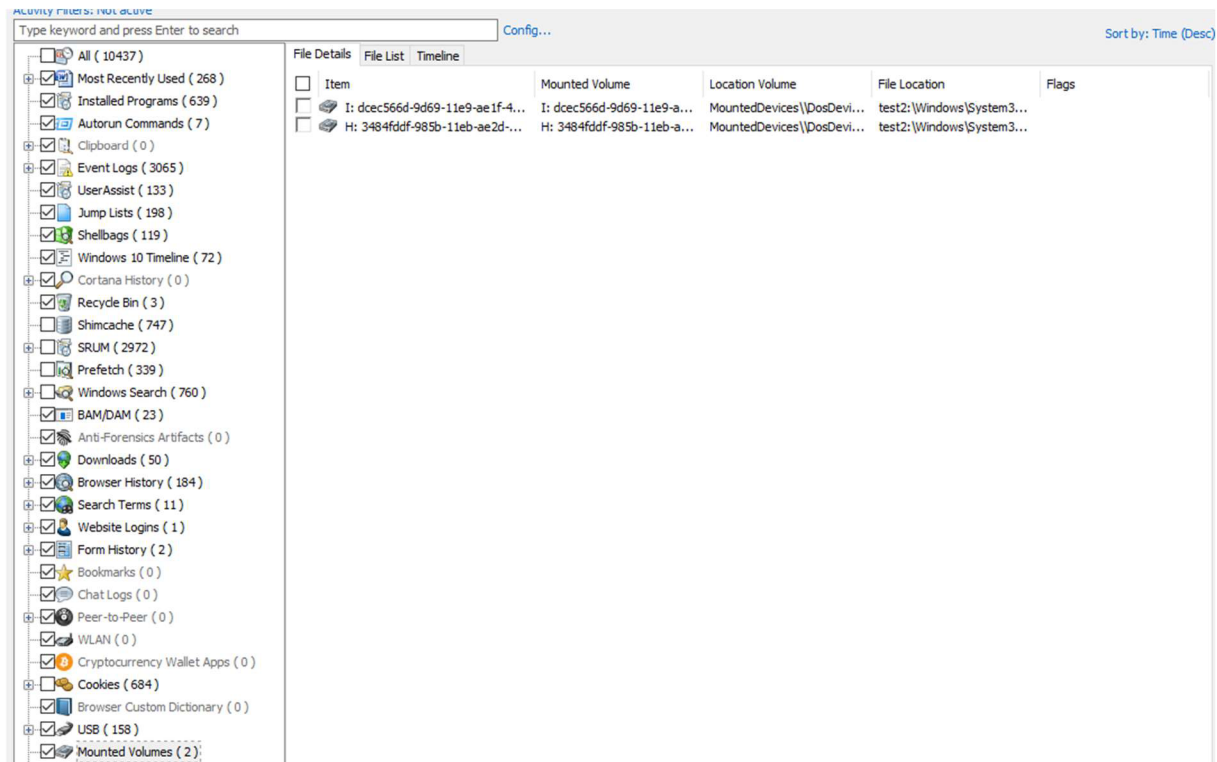 Activity Filters: Not active
Type keyword and press Enter to search
Config...
Sort by: Time (Desc)
All ( 10437 )
Most Recently Used ( 268 )
Installed Programs ( 639 )
Autorun Commands ( 7 )
Clipboard ( 0 )
Event Logs ( 3065 )
UserAssist ( 133 )
Jump Lists ( 198 )
Shellbags ( 119 )
Windows 10 Timeline ( 72 )
Cortana History ( 0 )
Recycle Bin ( 3 )
Shimcache ( 747 )
SRUM ( 2972 )
Prefetch ( 339 )
Windows Search ( 760 )
BAM/DAM ( 23 )
Anti-Forensics Artifacts ( 0 )
Downloads ( 50 )
Browser History ( 184 )
Search Terms ( 11 )
Website Logins ( 1 )
Form History ( 2 )
Bookmarks ( 0 )
Chat Logs ( 0 )
Peer-to-Peer ( 0 )
WLAN ( 0 )
Cryptocurrency Wallet Apps ( 0 )
Cookies ( 684 )
Browser Custom Dictionary ( 0 )
USB ( 158 )
Mounted Volumes ( 2 )
File Details File List Timeline
Item Mounted Volume Location Volume File Location Flags
I: dcec566d-9d69-11e9-ae1f-4... I: dcec566d-9d69-11e9-a... MountedDevices\\DosDevi... test2:\Windows\System3...
H: 3484fddf-985b-11eb-ae2d-... H: 3484fddf-985b-11eb-a... MountedDevices\\DosDevi... test2:\Windows\System3...